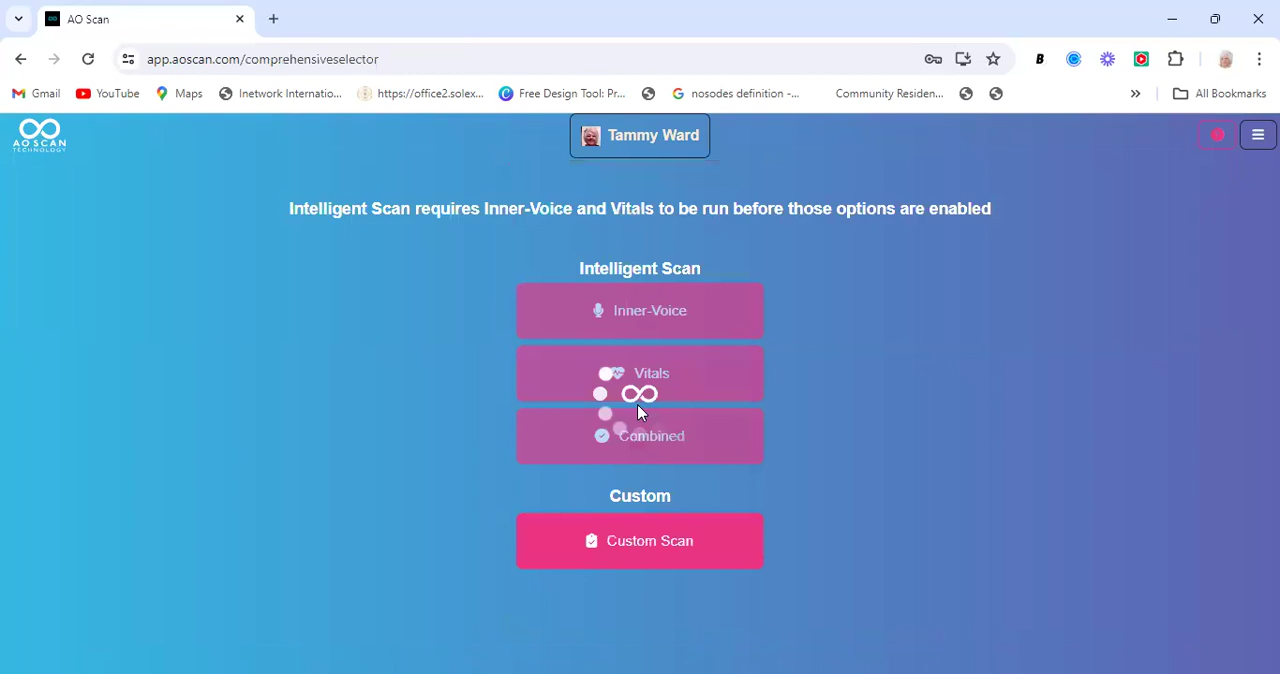 AO Scan
app.aoscan.com/comprehensiveselector
B
Gmail
YouTube
Maps
Inetwork Internatio...
https://office2.solex...
Free Design Tool: Pr...
nosodes definition -...
Community Residen...
All Bookmarks
AO SCAN
TECHNOLOGY
Tammy Ward
Intelligent Scan requires Inner-Voice and Vitals to be run before those options are enabled
Intelligent Scan
Inner-Voice
Vitals
Combined
Custom
Custom Scan